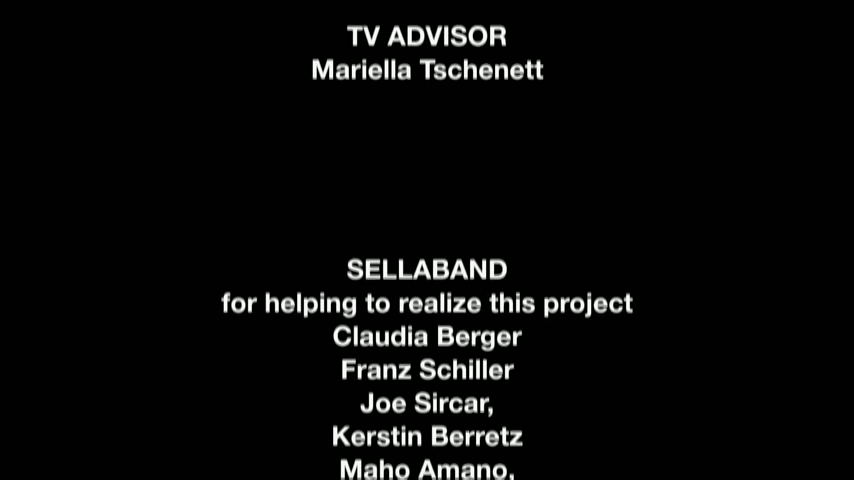 TV ADVISOR
Mariella Tschenett
SELLABAND
for helping to realize this project
Claudia Berger
Franz Schiller
Joe Sircar,
Kerstin Berretz
Maho Amano,